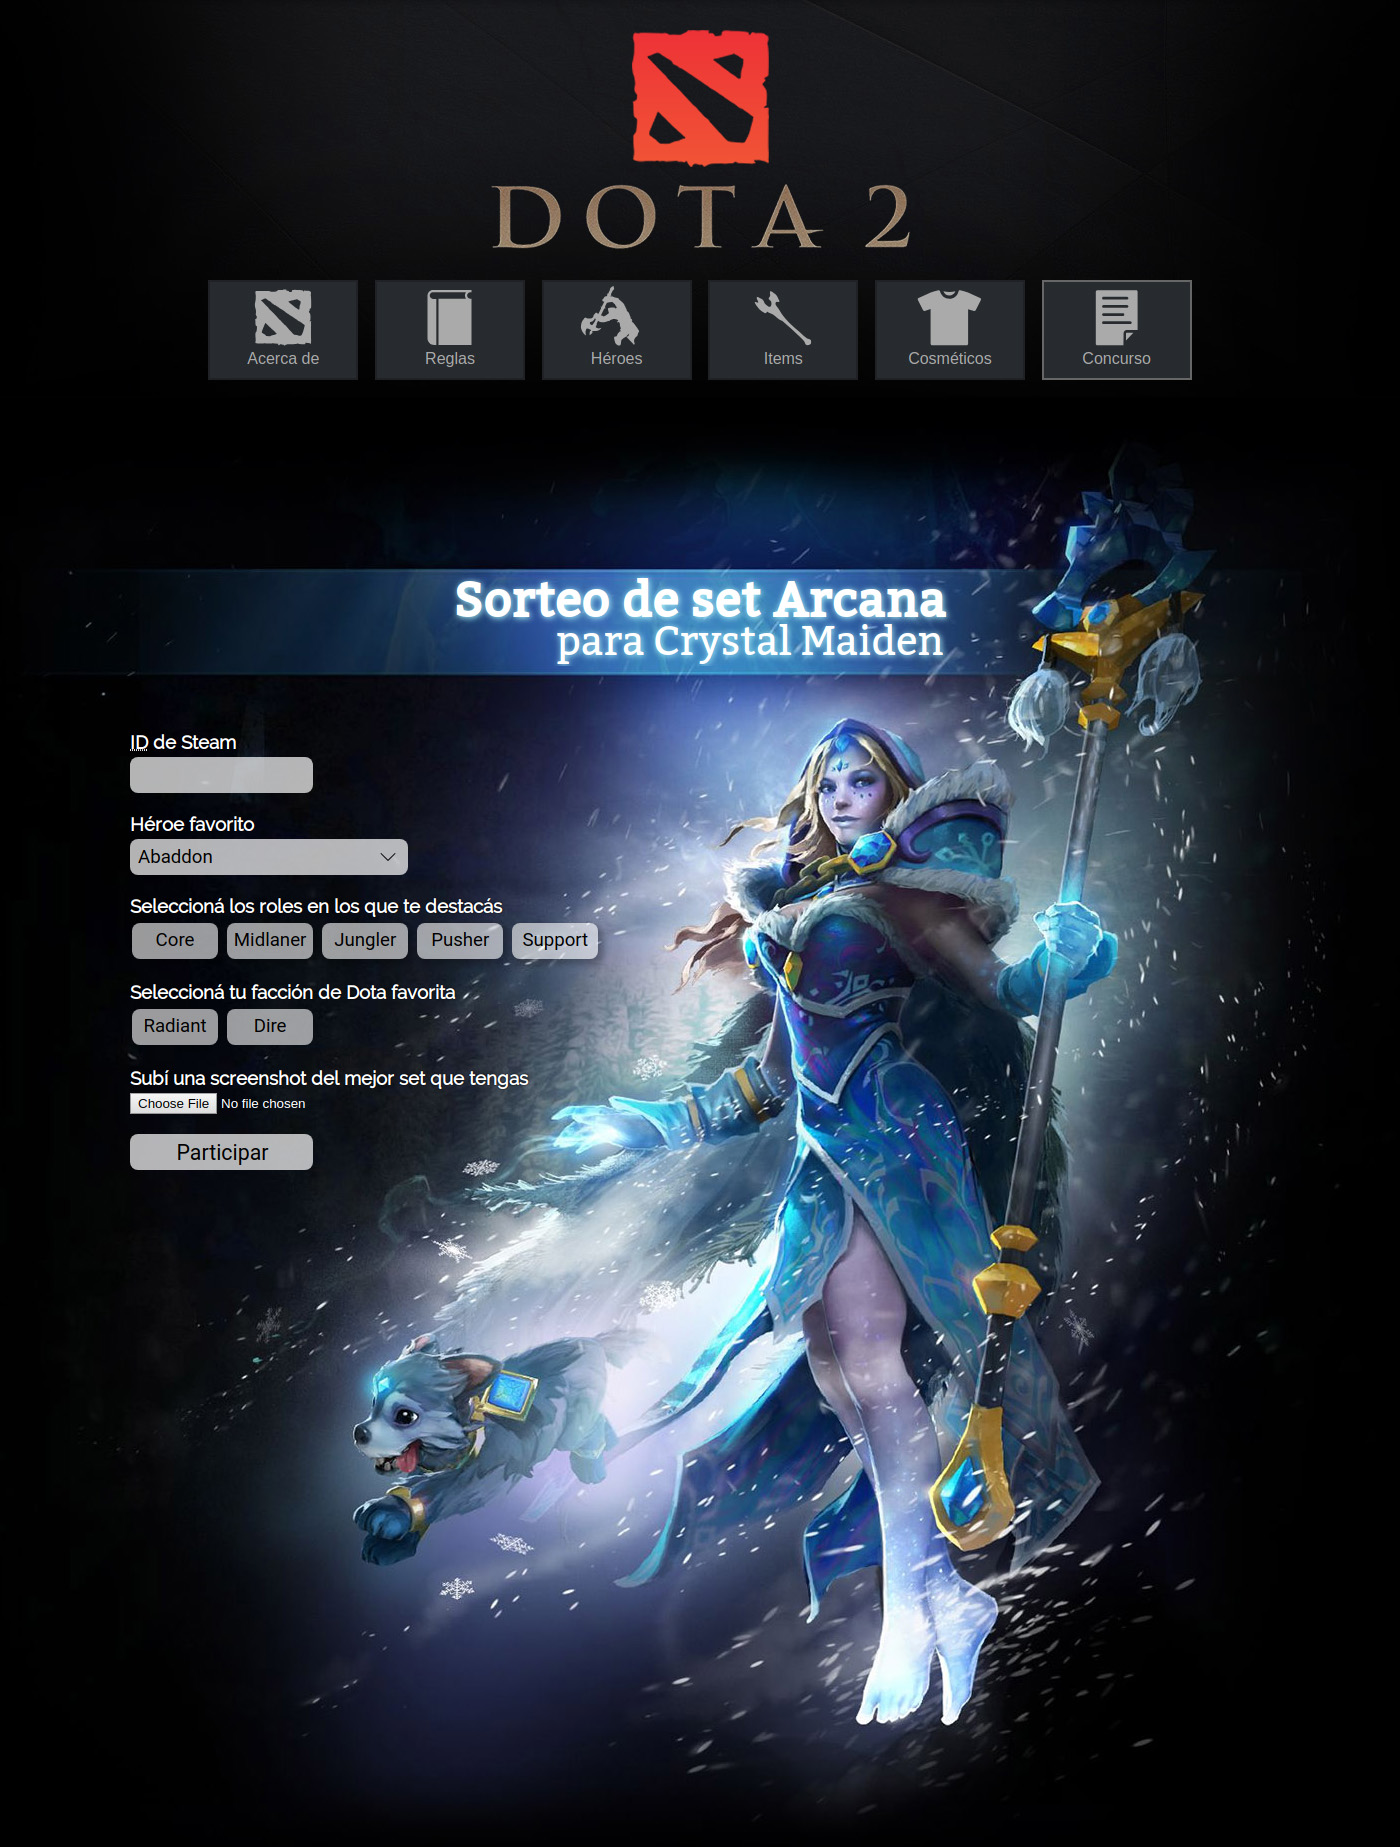 DOTA 2
Acerca de
Reglas
Héroes
Items
Cosméticos
Concurso
Sorteo de set Arcana
para Crystal Maiden
ID de Steam
Héroe favorito
Abaddon
Seleccioná los roles en los que te destacás
Core
Midlaner
Jungler
Pusher
Support
Seleccioná tu facción de Dota favorita
Radiant
Dire
Subí una screenshot del mejor set que tengas
Choose File No file chosen
Participar